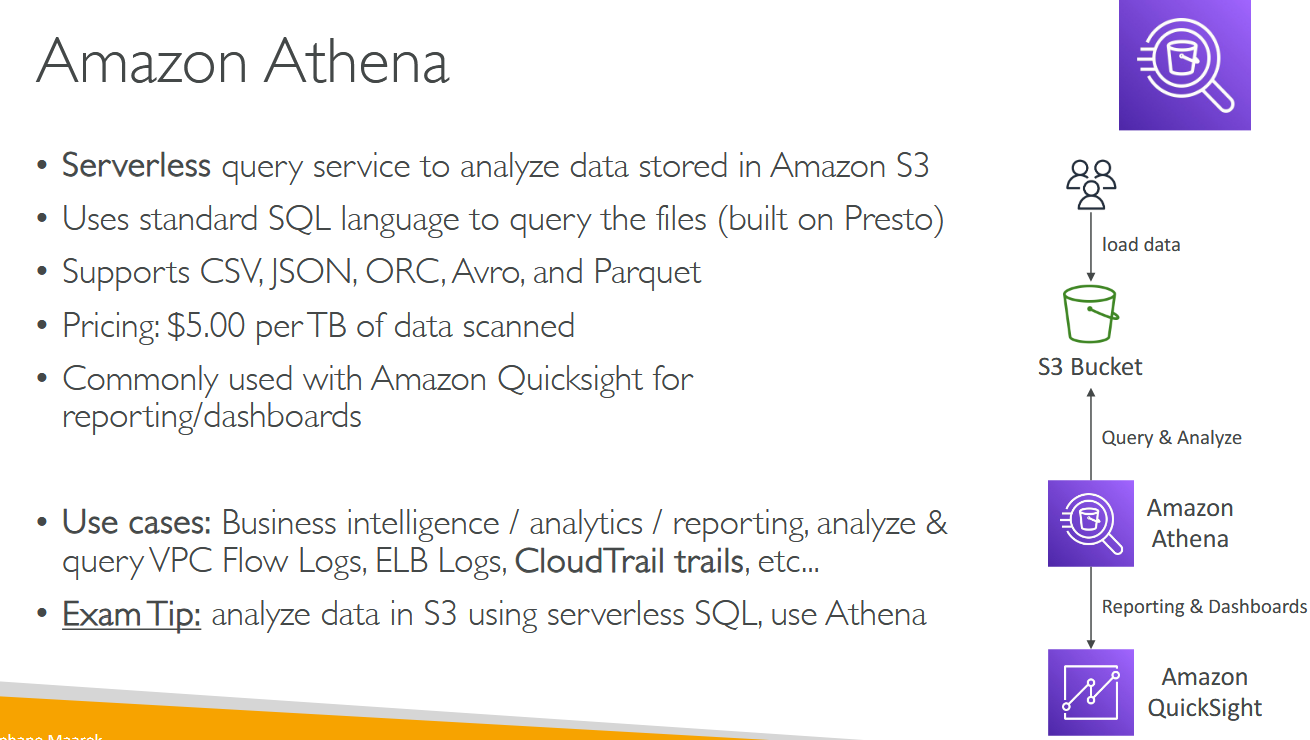 Amazon Athena
• Serverless query service to analyze data stored in Amazon S3
• Uses standard SQL language to query the files (built on Presto)
• Supports CSV, JSON, ORC, Avro, and Parquet
• Pricing: $5.00 per TB of data scanned
• Commonly used with Amazon Quicksight for
reporting/dashboards
• Use cases: Business intelligence / analytics / reporting, analyze &
query VPC Flow Logs, ELB Logs, CloudTrail trails, etc...
• Exam Tip: analyze data in S3 using serverless SQL, use Athena
load data
S3 Bucket
Query & Analyze
Amazon
Athena
Reporting & Dashboards
Amazon
QuickSight